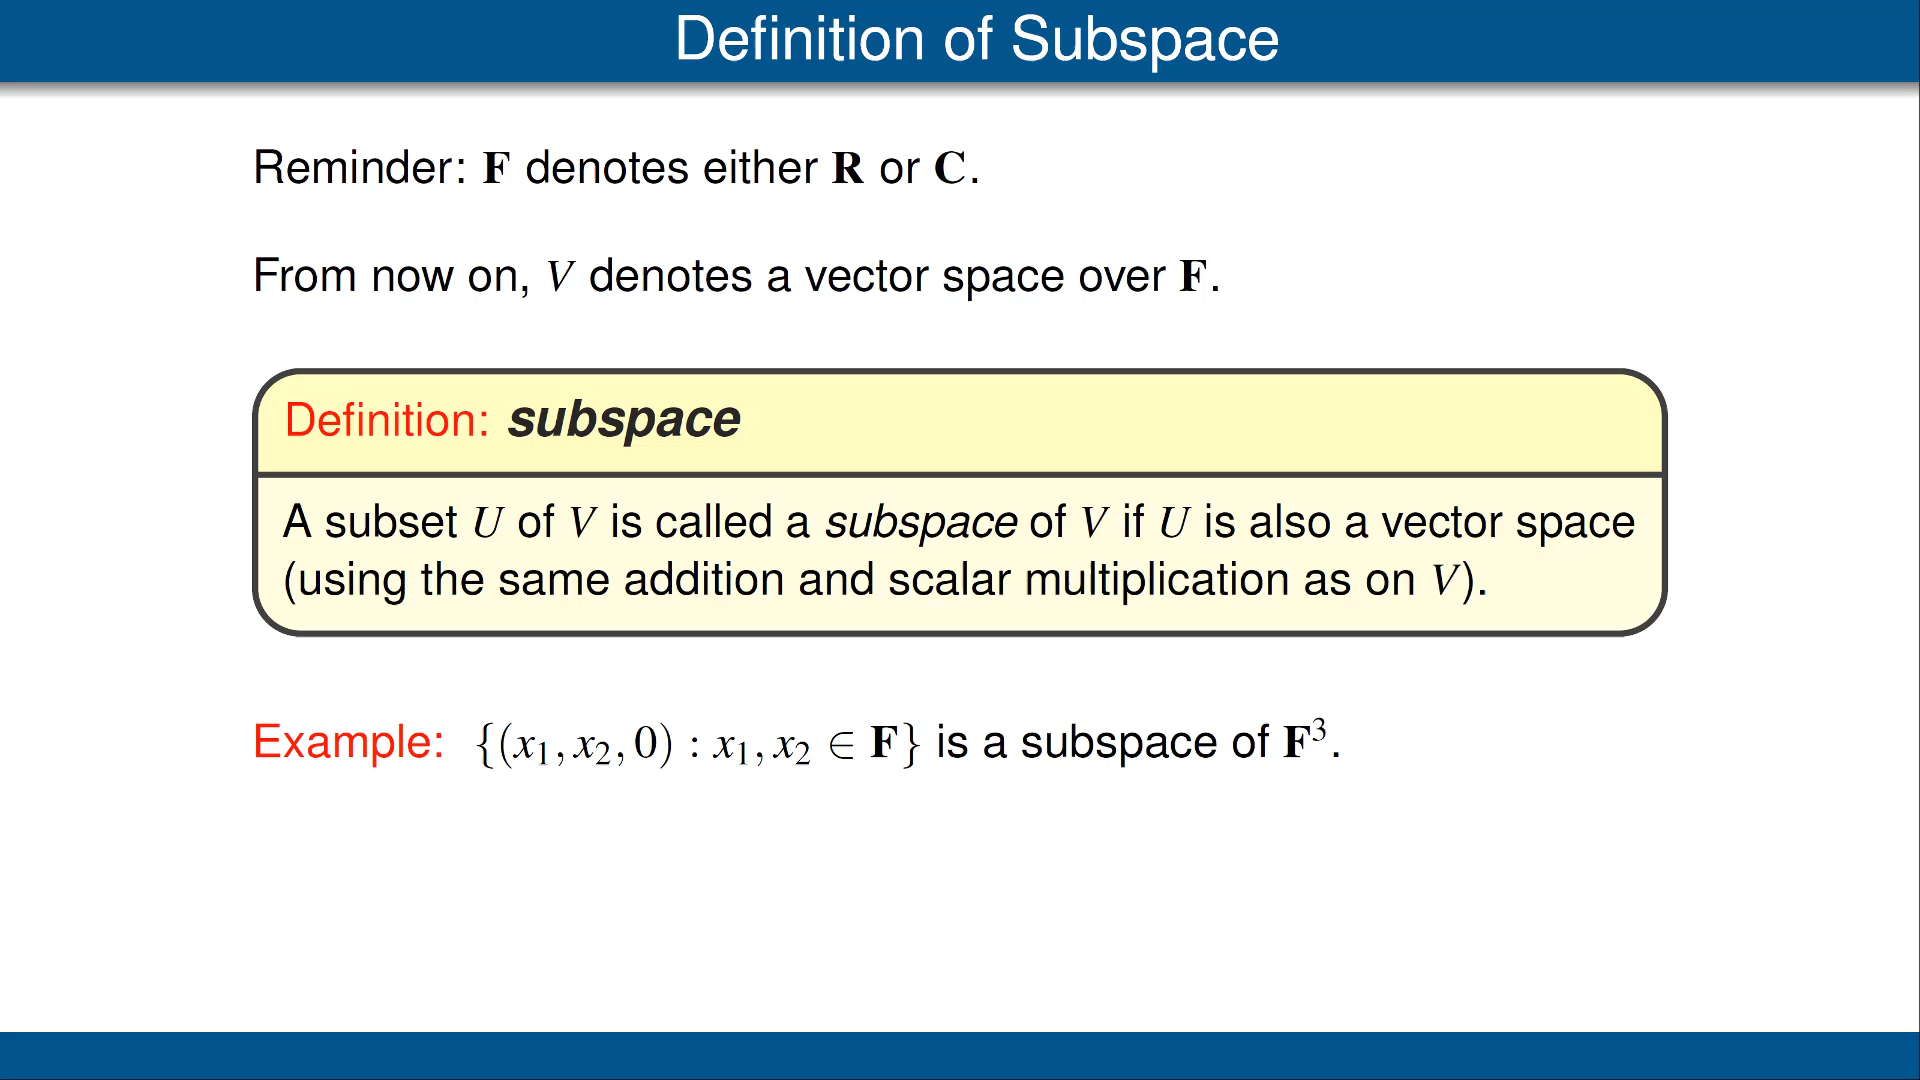 Definition of Subspace
Reminder: F denotes either R or C.
From now on, V denotes a vector space over F.
Definition: subspace
A subset U of V is called a subspace of V if U is also a vector space
(using the same addition and scalar multiplication as on V).
Example: {(x₁, x₂, 0) : x₁, x₂ ∈ F} is a subspace of F³.